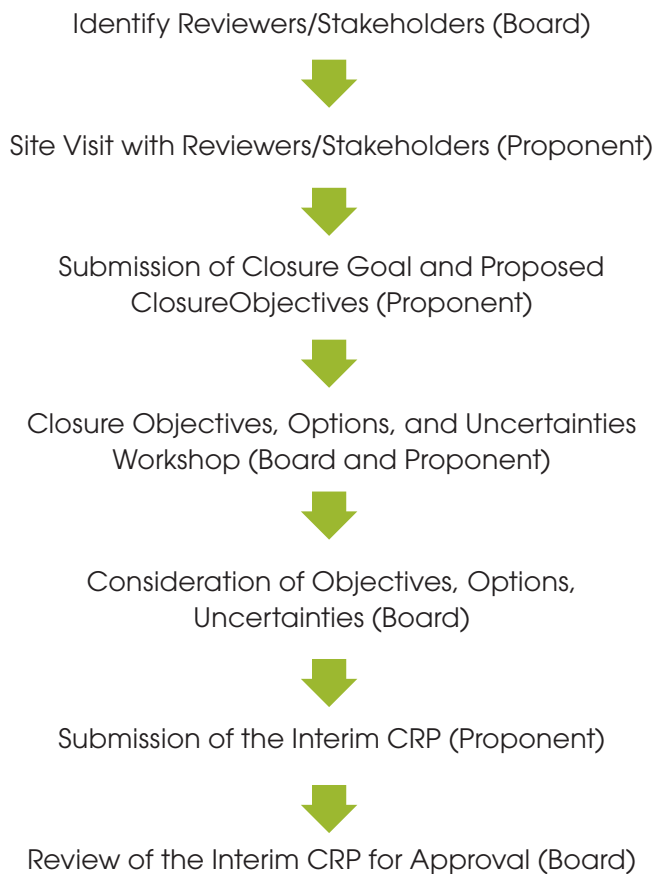 Identify Reviewers/Stakeholders (Board)
Site Visit with Reviewers/Stakeholders (Proponent)
Submission of Closure Goal and Proposed
ClosureObjectives (Proponent)
Closure Objectives, Options, and Uncertainties
Workshop (Board and Proponent)
Consideration of Objectives, Options,
Uncertainties (Board)
Submission of the Interim CRP (Proponent)
Review of the Interim CRP for Approval (Board)